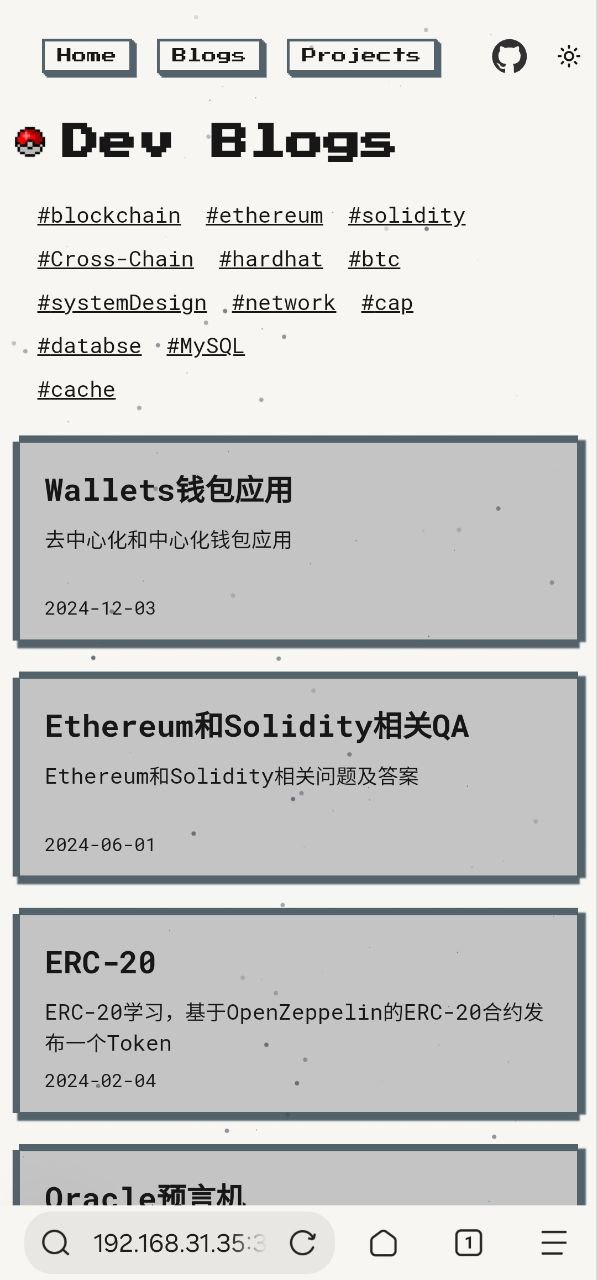 Home Blogs Projects
Dev Blogs
#blockchain #ethereum #solidity
#Cross-Chain #hardhat #btc
#systemDesign #network #cap
#databse #MySQL
#cache
Wallets钱包应用
去中心化和中心化钱包应用
2024-12-03
Ethereum和Solidity相关QA
Ethereum和Solidity相关问题及答案
2024-06-01
ERC-20
ERC-20学习，基于OpenZeppelin的ERC-20合约发
布一个Token
2024-02-04
Oracle预言机
192.168.31.35:3
1